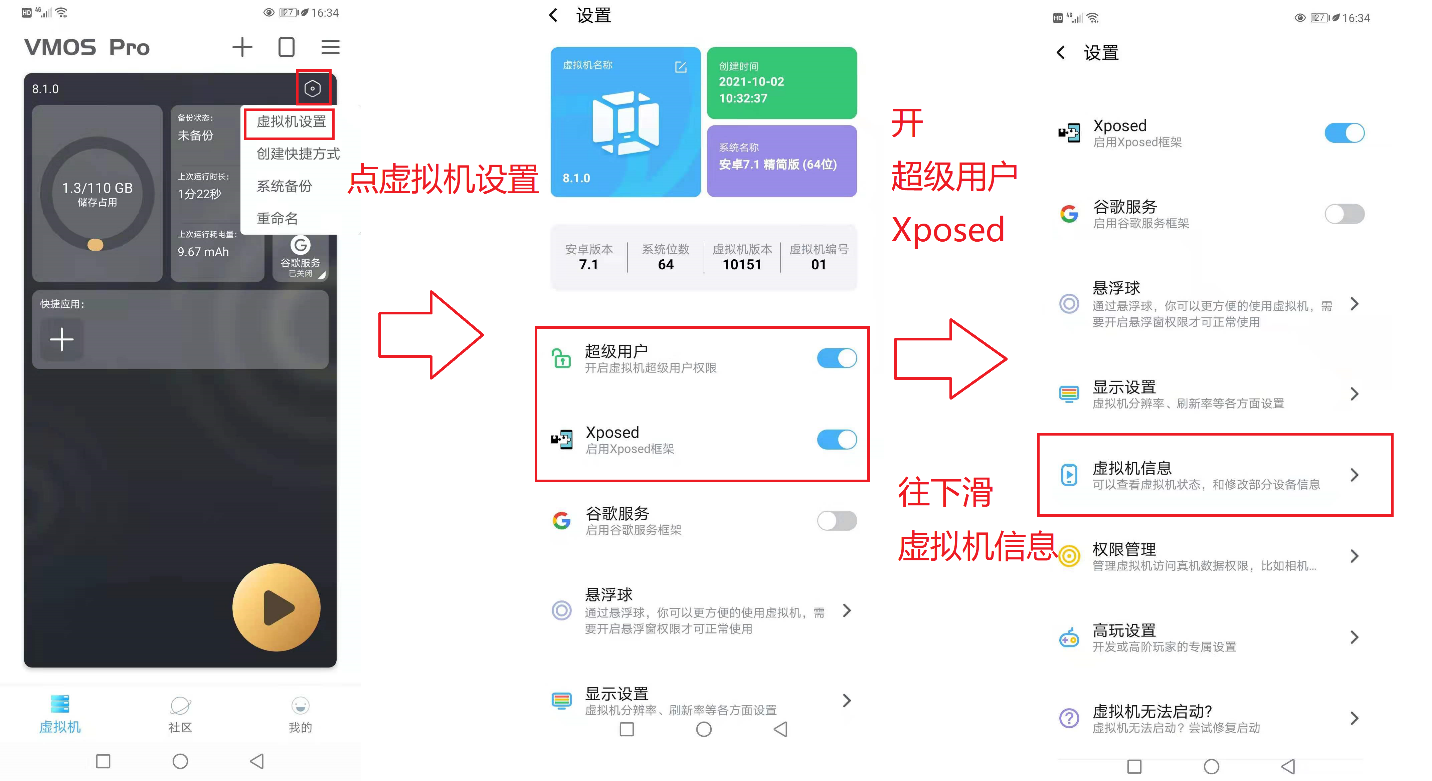 HD 4G 27 16:34
VMOS Pro
8.1.0
虚拟机设置
创建快捷方式
系统备份
重命名
1.3/110 GB
储存占用
备份状态:
未备份
上次运行时长:
1分22秒
上次运行耗电量:
9.67 mAh
谷歌服务
已关闭
快捷应用:
虚拟机
社区
我的
点虚拟机设置
设置
虚拟机名称
8.1.0
创建时间
2021-10-02
10:32:37
系统名称
安卓7.1 精简版 (64位)
安卓版本
7.1
系统位数
64
虚拟机版本
10151
虚拟机编号
01
超级用户
开启虚拟机超级用户权限
Xposed
启用Xposed框架
谷歌服务
启用谷歌服务框架
悬浮球
通过悬浮球，你可以更方便的使用虚拟机，需
要开启悬浮窗权限才可正常使用
显示设置
虚拟机分辨率、刷新率等各方面设置
开
超级用户
Xposed
往下滑
虚拟机信息
HD 4G 27 16:34
设置
Xposed
启用Xposed框架
谷歌服务
启用谷歌服务框架
悬浮球
通过悬浮球，你可以更方便的使用虚拟机，需
要开启悬浮窗权限才可正常使用
显示设置
虚拟机分辨率、刷新率等各方面设置
虚拟机信息
可以查看虚拟机状态，和修改部分设备信息
权限管理
管理虚拟机访问真机数据权限，比如相机...
高玩设置
开发或高阶玩家的专属设置
虚拟机无法启动?
虚拟机无法启动？尝试修复启动